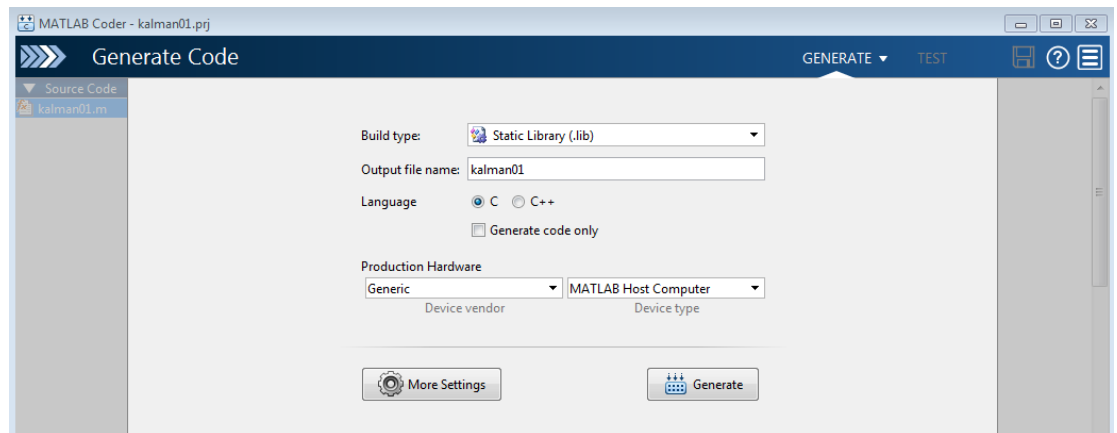 MATLAB Coder - kalman01.prj
Generate Code
GENERATE
TEST
Source Code
kalman01.m
Build type: Static Library (.lib)
Output file name: kalman01
Language C C++
Generate code only
Production Hardware
Generic MATLAB Host Computer
Device vendor Device type
More Settings Generate